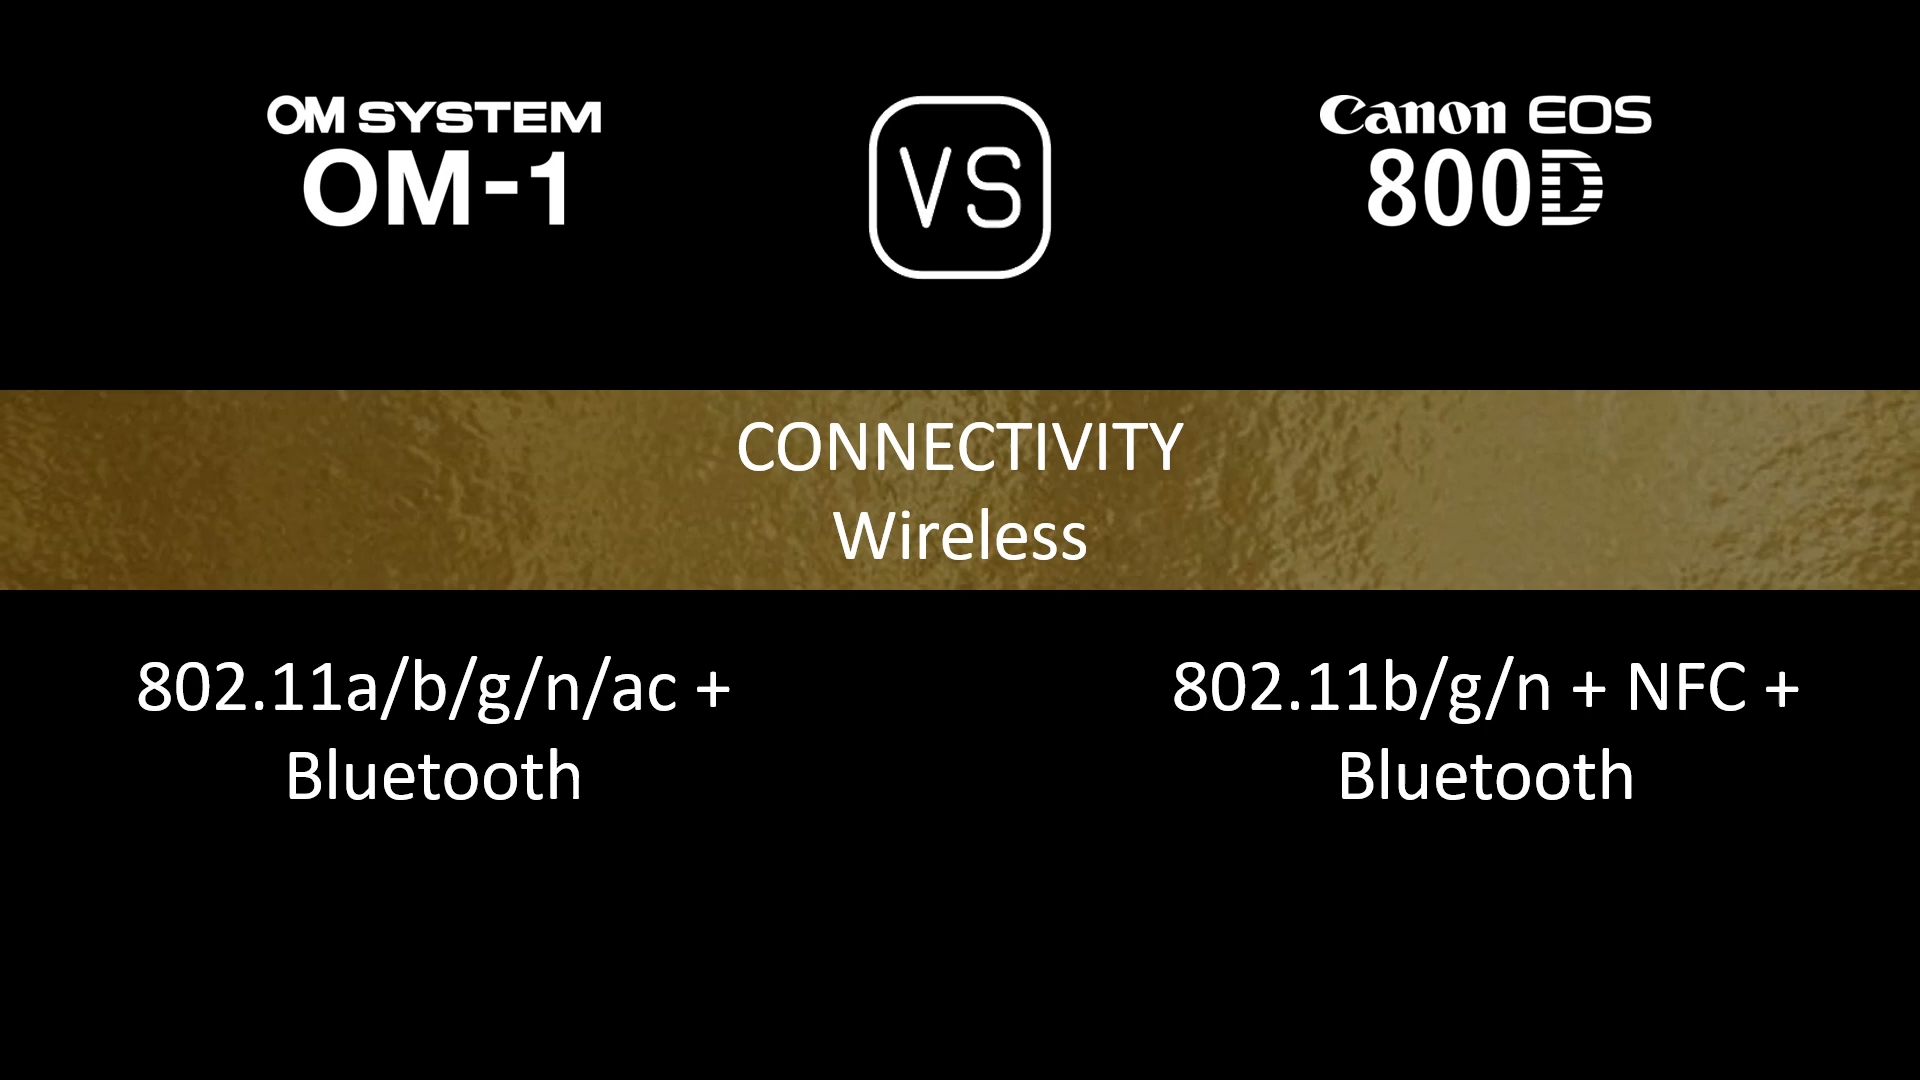 OM SYSTEM
OM-1
VS
Canon EOS
800D
CONNECTIVITY
Wireless
802.11a/b/g/n/ac +
Bluetooth
802.11b/g/n + NFC +
Bluetooth